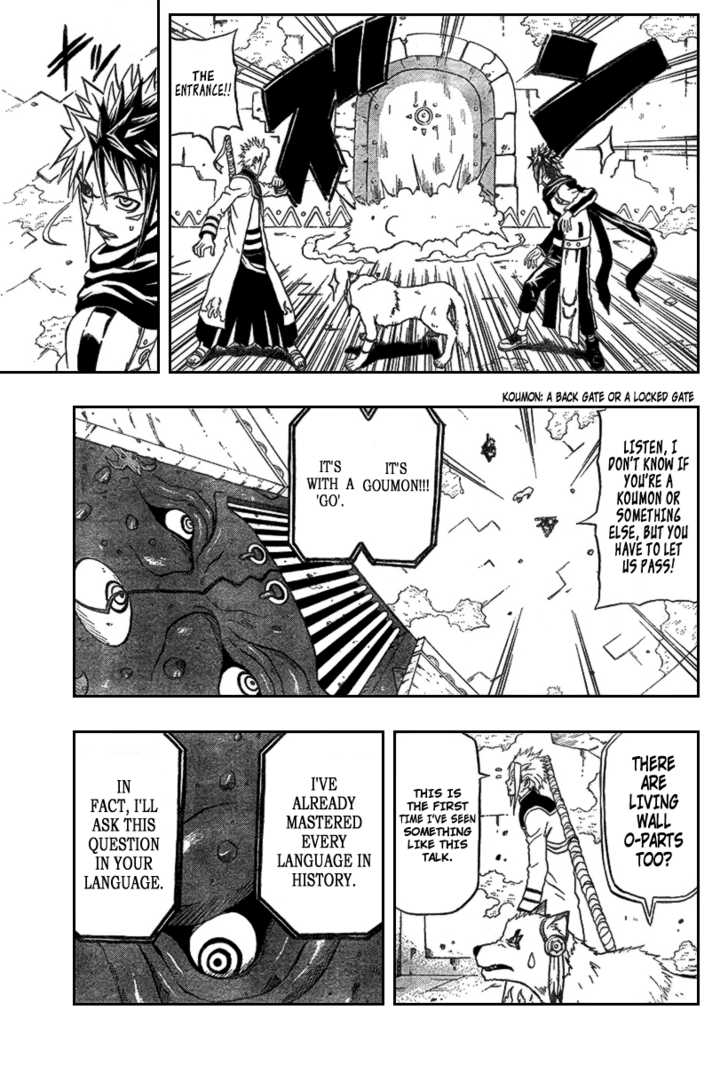 THE
ENTRANCE!!
KOUMON: A BACK GATE OR A LOCKED GATE
LISTEN, I
DON'T KNOW IF
YOU'RE A
KOUMON OR
SOMETHING
ELSE, BUT YOU
HAVE TO LET
US PASS!
IT'S
GOUMON!!!
IT'S
WITH A
'GO'.
THERE
ARE
LIVING
WALL
O-PARTS
TOO?
THIS IS
THE FIRST
TIME I'VE SEEN
SOMETHING
LIKE THIS
TALK.
I'VE
ALREADY
MASTERED
EVERY
LANGUAGE IN
HISTORY.
IN
FACT, I'LL
ASK THIS
QUESTION
IN YOUR
LANGUAGE.